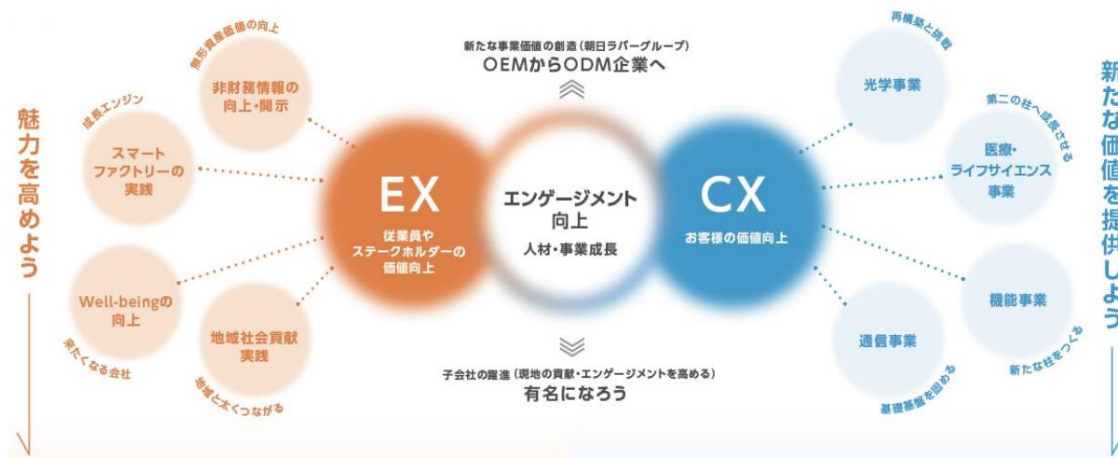 魅力を高めよう
無形資産価値の向上
非財務情報の
向上・開示
成長エンジン
スマート
ファクトリーの
実践
Well-beingの
向上
来たくなる会社
地域社会貢献
実践
地域と太くつながる
EX
従業員や
ステークホルダーの
価値向上
新たな事業価値の創造(朝日ラバーグループ)
OEMからODM企業へ
エンゲージメント
向上
人材・事業成長
子会社の躍進(現地の貢献・エンゲージメントを高める)
有名になろう
CX
お客様の価値向上
再構築と挑戦
光学事業
第二の柱へ成長させる
医療・
ライフサイエンス
事業
機能事業
新たな柱をつくる
通信事業
基礎基盤を固める
新たな価値を提供しよう